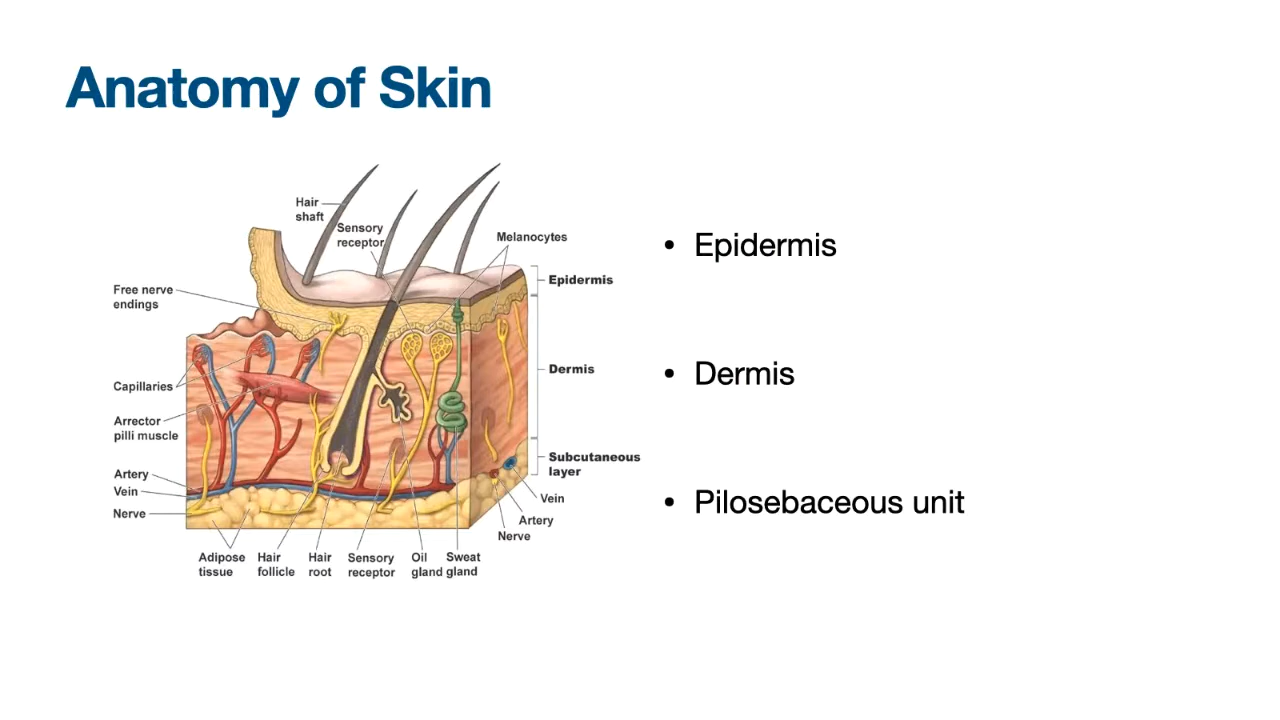 Anatomy of Skin
Hair
shaft
Sensory
receptor
Melanocytes
Epidermis
Free nerve
endings
Dermis
Capillaries
Arrector
pilli muscle
Subcutaneous
layer
Artery
Vein
Nerve
Vein
Artery
Nerve
Adipose
tissue
Hair
follicle
Hair
root
Sensory
receptor
Oil
gland
Sweat
gland
• Epidermis
• Dermis
• Pilosebaceous unit